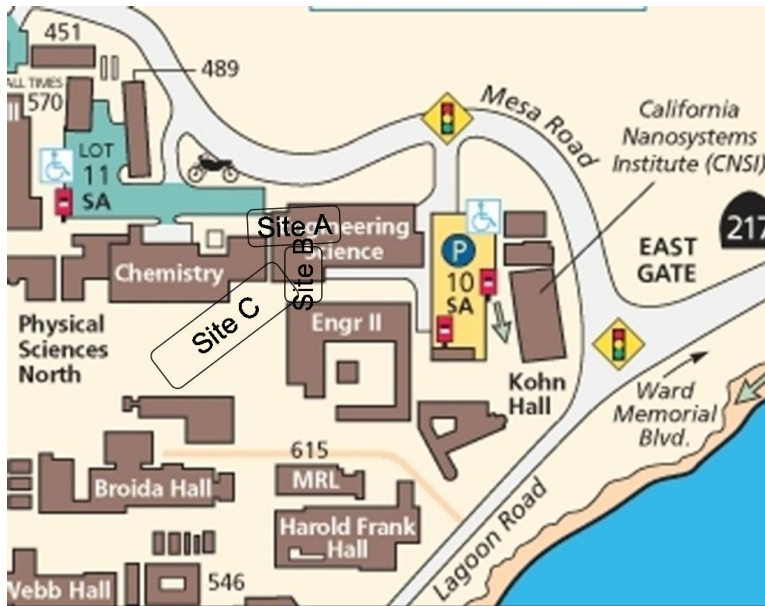 451
489
ALL TIMES
570
LOT
11
SA
Mesa Road
California
Nanosystems
Institute (CNSI)
217
EAST
GATE
Site A
Engineering
Science
Site B
P
10
SA
Chemistry
Site C
Engr II
Physical
Sciences
North
Kohn
Hall
Ward
Memorial
Blvd.
615
MRL
Broida Hall
Harold Frank
Hall
Lagoon Road
Webb Hall
546